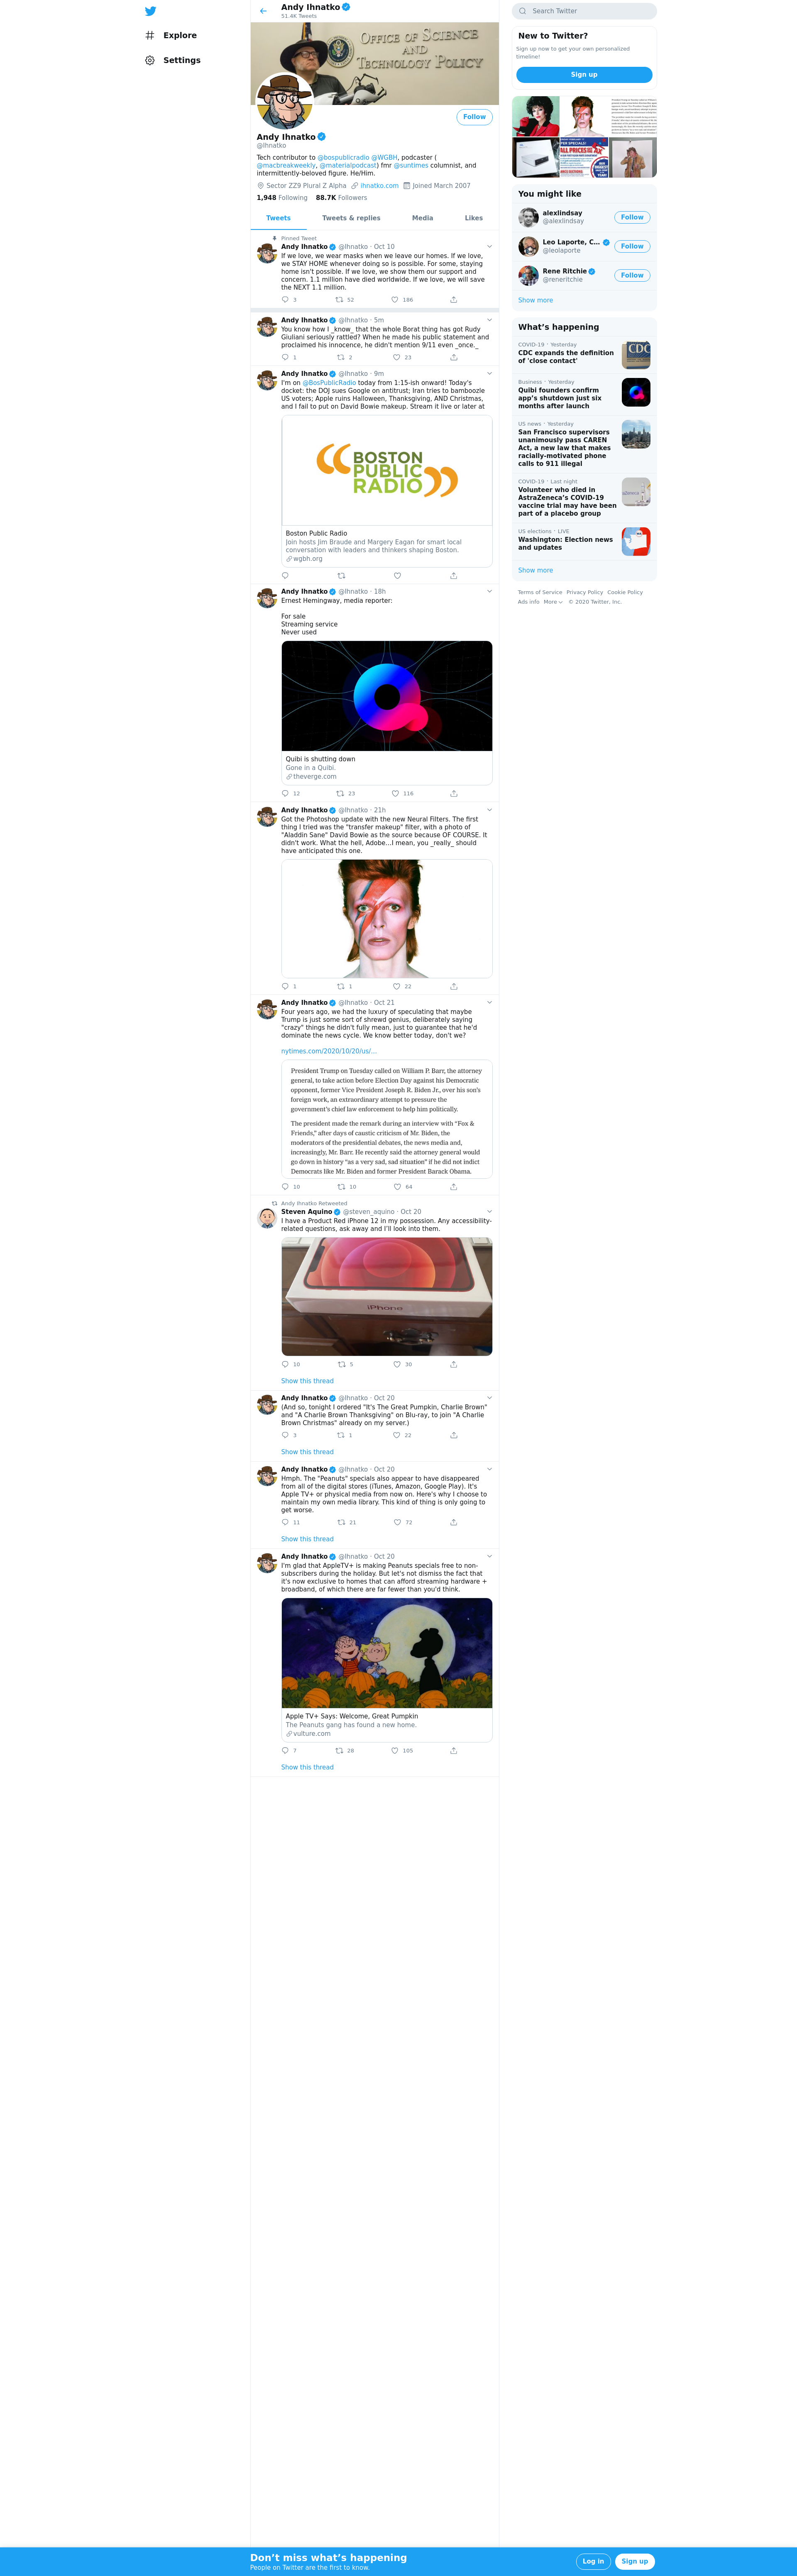 Explore
Settings
Andy Ihnatko
51.4K Tweets
OFFICE OF SCIENCE
AND
TECHNOLOGY POLICY
Follow
Andy Ihnatko
@Ihnatko
Tech contributor to @bospublicradio @WGBH, podcaster (
@macbreakweekly, @materialpodcast) fmr @suntimes columnist, and
intermittently-beloved figure. He/Him.
Sector ZZ9 Plural Z Alpha ihnatko.com Joined March 2007
1,948 Following 88.7K Followers
Tweets Tweets & replies Media Likes
Pinned Tweet
Andy Ihnatko @Ihnatko · Oct 10
If we love, we wear masks when we leave our homes. If we love,
we STAY HOME whenever doing so is possible. For some, staying
home isn't possible. If we love, we show them our support and
concern. 1.1 million have died worldwide. If we love, we will save
the NEXT 1.1 million.
3 52 186
Andy Ihnatko @Ihnatko · 5m
You know how I _know_ that the whole Borat thing has got Rudy
Giuliani seriously rattled? When he made his public statement and
proclaimed his innocence, he didn't mention 9/11 even _once._
1 2 23
Andy Ihnatko @Ihnatko · 9m
I'm on @BosPublicRadio today from 1:15-ish onward! Today's
docket: the DOJ sues Google on antitrust; Iran tries to bamboozle
US voters; Apple ruins Halloween, Thanksgiving, AND Christmas,
and I fail to put on David Bowie makeup. Stream it live or later at
BOSTON
PUBLIC
RADIO
Boston Public Radio
Join hosts Jim Braude and Margery Eagan for smart local
conversation with leaders and thinkers shaping Boston.
wgbh.org
Andy Ihnatko @Ihnatko · 18h
Ernest Hemingway, media reporter:
For sale
Streaming service
Never used
Quibi is shutting down
Gone in a Quibi.
theverge.com
12 23 116
Andy Ihnatko @Ihnatko · 21h
Got the Photoshop update with the new Neural Filters. The first
thing I tried was the "transfer makeup" filter, with a photo of
"Aladdin Sane" David Bowie as the source because OF COURSE. It
didn't work. What the hell, Adobe...I mean, you _really_ should
have anticipated this one.
1 1 22
Andy Ihnatko @Ihnatko · Oct 21
Four years ago, we had the luxury of speculating that maybe
Trump is just some sort of shrewd genius, deliberately saying
"crazy" things he didn't fully mean, just to guarantee that he'd
dominate the news cycle. We know better today, don't we?
nytimes.com/2020/10/20/us/…
President Trump on Tuesday called on William P. Barr, the attorney
general, to take action before Election Day against his Democratic
opponent, former Vice President Joseph R. Biden Jr., over his son's
foreign work, an extraordinary attempt to pressure the
government's chief law enforcement to help him politically.
The president made the remark during an interview with "Fox &
Friends," after days of caustic criticism of Mr. Biden, the
moderators of the presidential debates, the news media and,
increasingly, Mr. Barr. He recently said the attorney general would
go down in history "as a very sad, sad situation" if he did not indict
Democrats like Mr. Biden and former President Barack Obama.
10 10 64
Andy Ihnatko Retweeted
Steven Aquino @steven_aquino · Oct 20
I have a Product Red iPhone 12 in my possession. Any accessibility-
related questions, ask away and I'll look into them.
iPhone
10 5 30
Show this thread
Andy Ihnatko @Ihnatko · Oct 20
(And so, tonight I ordered "It's The Great Pumpkin, Charlie Brown"
and "A Charlie Brown Thanksgiving" on Blu-ray, to join "A Charlie
Brown Christmas" already on my server.)
3 1 22
Show this thread
Andy Ihnatko @Ihnatko · Oct 20
Hmph. The "Peanuts" specials also appear to have disappeared
from all of the digital stores (iTunes, Amazon, Google Play). It's
Apple TV+ or physical media from now on. Here's why I choose to
maintain my own media library. This kind of thing is only going to
get worse.
11 21 72
Show this thread
Andy Ihnatko @Ihnatko · Oct 20
I'm glad that AppleTV+ is making Peanuts specials free to non-
subscribers during the holiday. But let's not dismiss the fact that
it's now exclusive to homes that can afford streaming hardware +
broadband, of which there are far fewer than you'd think.
Apple TV+ Says: Welcome, Great Pumpkin
The Peanuts gang has found a new home.
vulture.com
7 28 105
Show this thread
Search Twitter
New to Twitter?
Sign up now to get your own personalized
timeline!
Sign up
You might like
alexlindsay
@alexlindsay
Follow
Leo Laporte, C...
@leolaporte
Follow
Rene Ritchie
@reneritchie
Follow
Show more
What's happening
COVID-19 · Yesterday
CDC expands the definition
of 'close contact'
CDC
Business · Yesterday
Quibi founders confirm
app's shutdown just six
months after launch
US news · Yesterday
San Francisco supervisors
unanimously pass CAREN
Act, a new law that makes
racially-motivated phone
calls to 911 illegal
COVID-19 · Last night
Volunteer who died in
AstraZeneca's COVID-19
vaccine trial may have been
part of a placebo group
US elections · LIVE
Washington: Election news
and updates
Show more
Terms of Service Privacy Policy Cookie Policy
Ads info More © 2020 Twitter, Inc.
Don't miss what's happening
People on Twitter are the first to know.
Log in Sign up